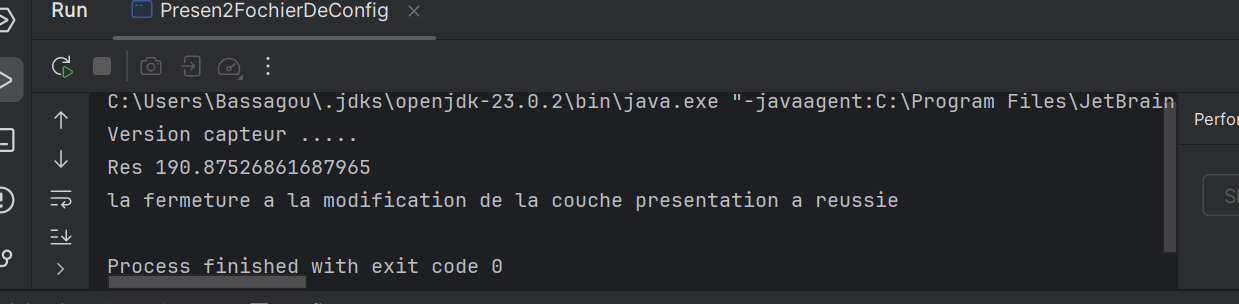 Run
Presen2FochierDeConfig
C:\Users\Bassagou\.jdks\openjdk-23.0.2\bin\java.exe "-javaagent:C:\Program Files\JetBrain
Perfor
Version capteur .....
Res 190.87526861687965
la fermeture a la modification de la couche presentation a reussie
Process finished with exit code 0